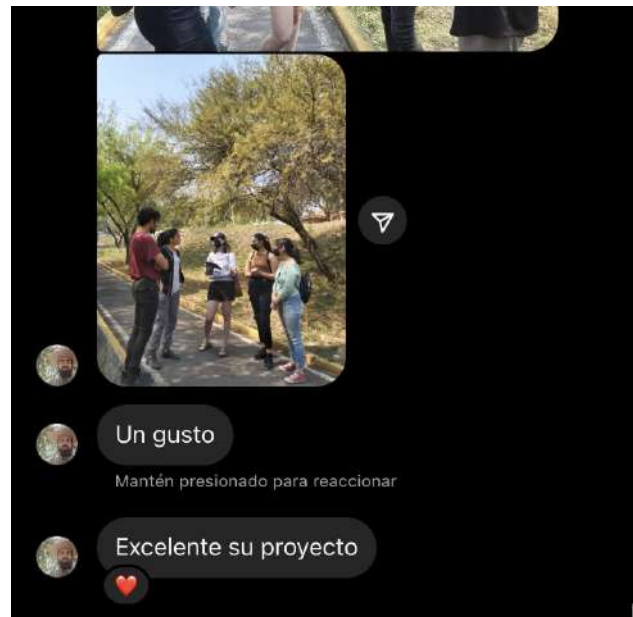 Un gusto
Mantén presionado para reaccionar
Excelente su proyecto